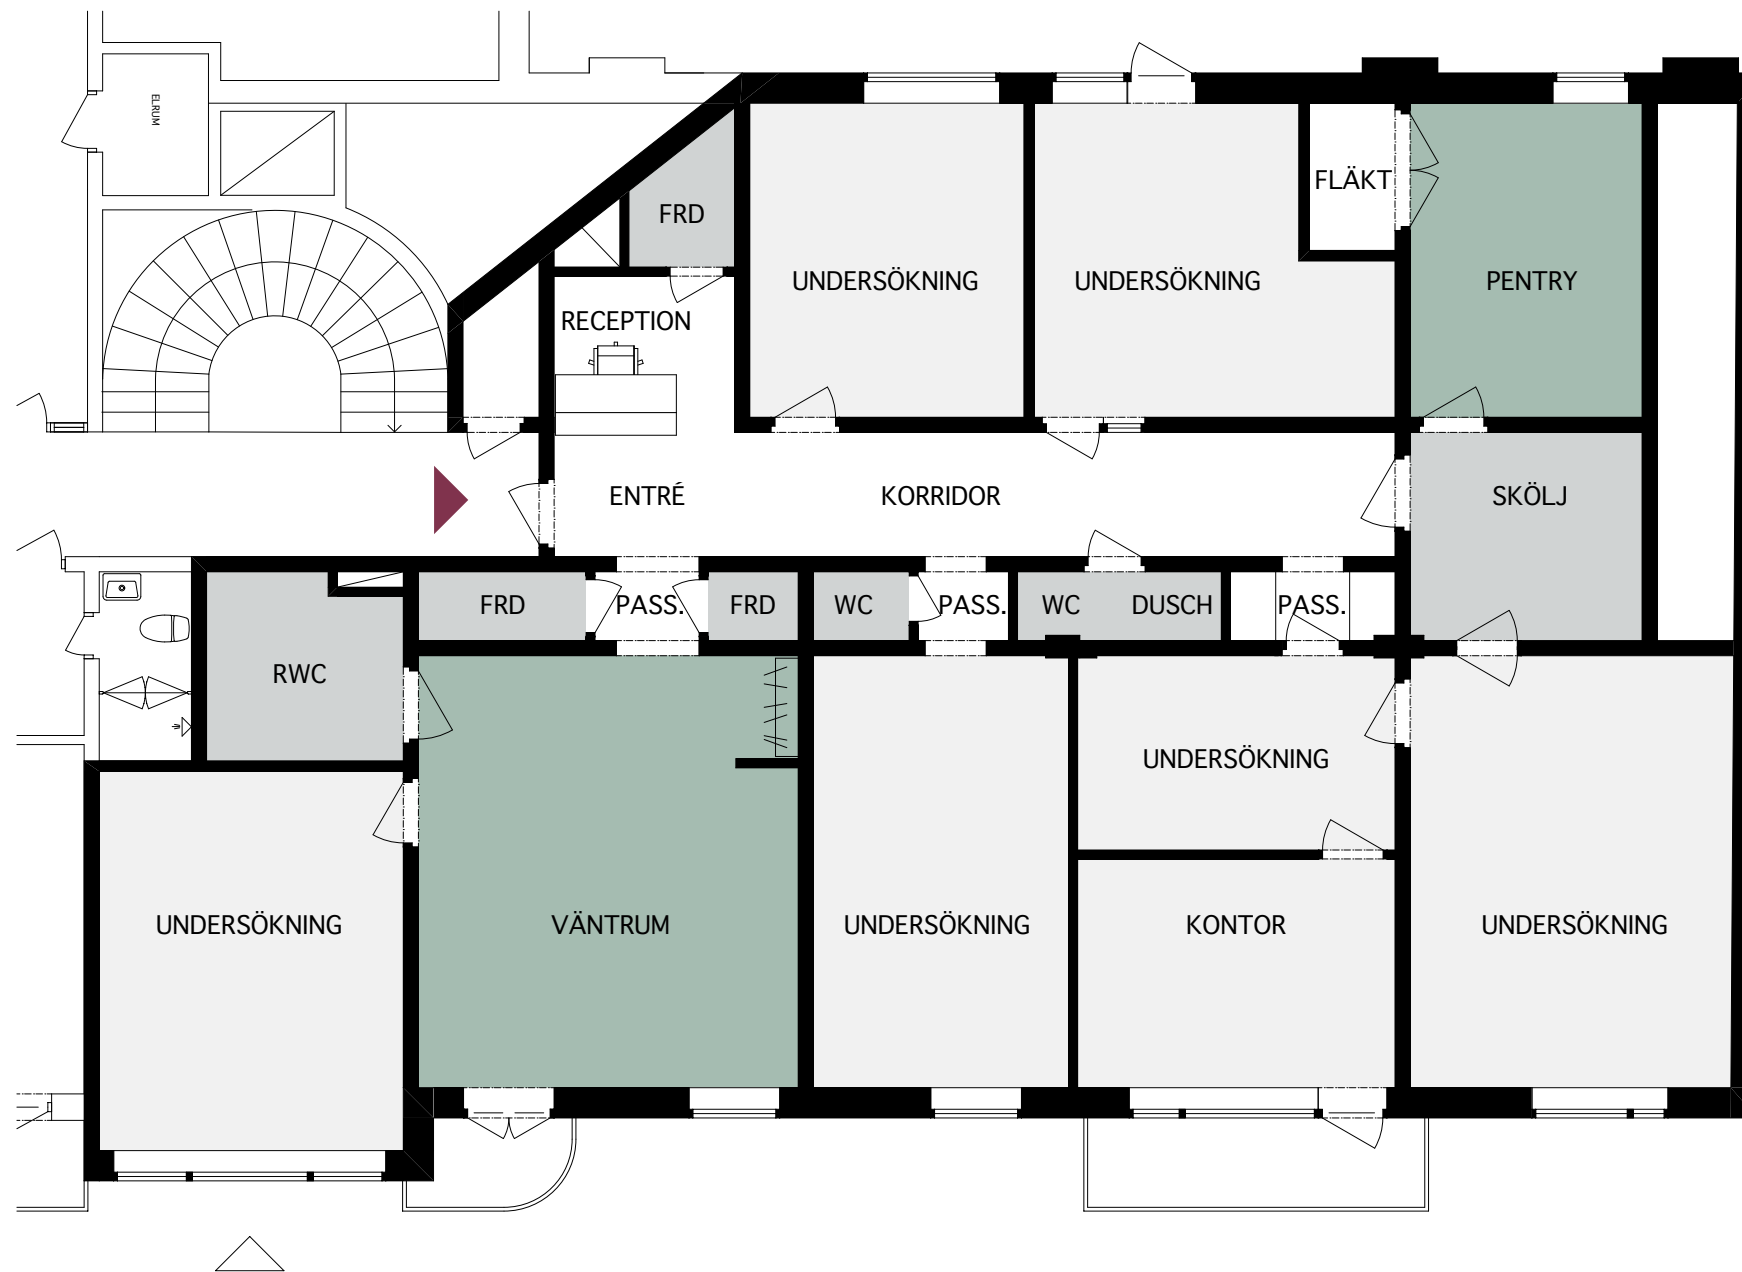 ELRUM
FLÄKT
FRD
UNDERSÖKNING
UNDERSÖKNING
PENTRY
RECEPTION
ENTRÉ
KORRIDOR
SKÖLJ
FRD
PASS.
FRD
WC
PASS.
WC
DUSCH
PASS.
RWC
UNDERSÖKNING
UNDERSÖKNING
VÄNTRUM
UNDERSÖKNING
KONTOR
UNDERSÖKNING